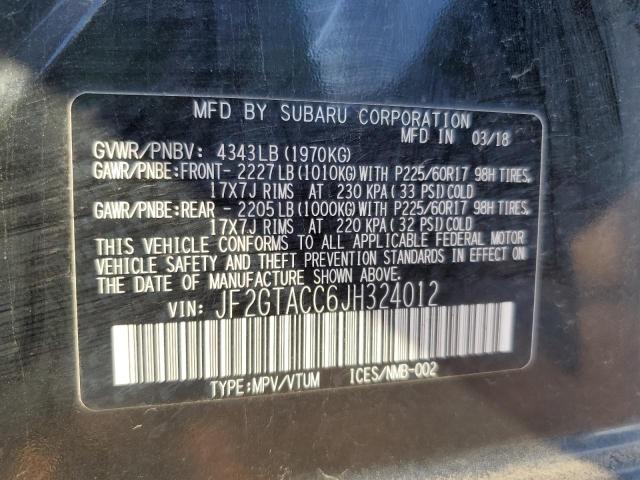 MFD BY SUBARU CORPORATION
MFD IN 03/18
GVWR/PNBV: 4343LB (1970KG)
GAWR/PNBE:FRONT- 2227LB (1010KG) WITH P225/60R17 98H TIRES,
17X7J RIMS AT 230 KPA (33 PSI) COLD
GAWR/PNBE:REAR - 2205LB (1000KG) WITH P225/60R17 98H TIRES,
17X7J RIMS AT 220 KPA (32 PSI) COLD
THIS VEHICLE CONFORMS TO ALL APPLICABLE FEDERAL MOTOR
VEHICLE SAFETY AND THEFT PREVENTION STANDARDS IN EFFECT ON
THE DATE OF MANUFACTURE SHOWN ABOVE.
VIN: JF2GTACC6JH324012
TYPE:MPV/VTUM ICES/NMB-002